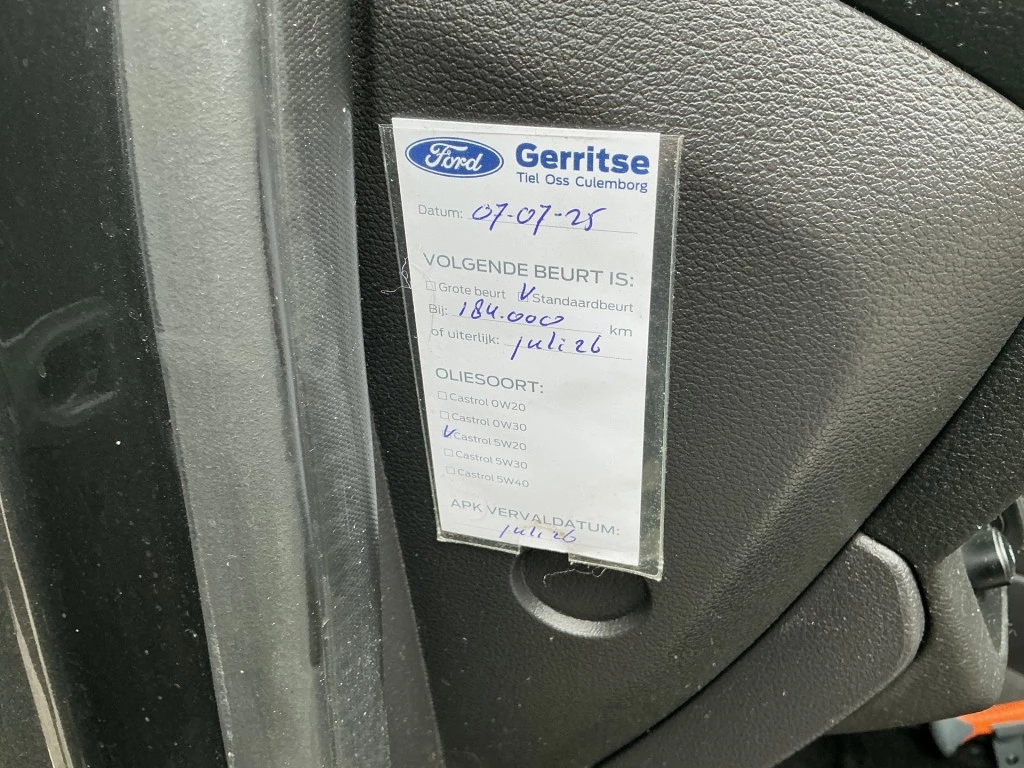 Ford Gerritse
Tiel Oss Culemborg
Datum: 07-07-25
VOLGENDE BEURT IS:
☐ Grote beurt ☑ Standaardbeurt
Bij: 184.000 km
of uiterlijk: juli 26
OLIESOORT:
☐ Castrol 0W20
☐ Castrol 0W30
☑ Castrol 5W20
☐ Castrol 5W30
☐ Castrol 5W40
APK VERVALDATUM:
juli 26